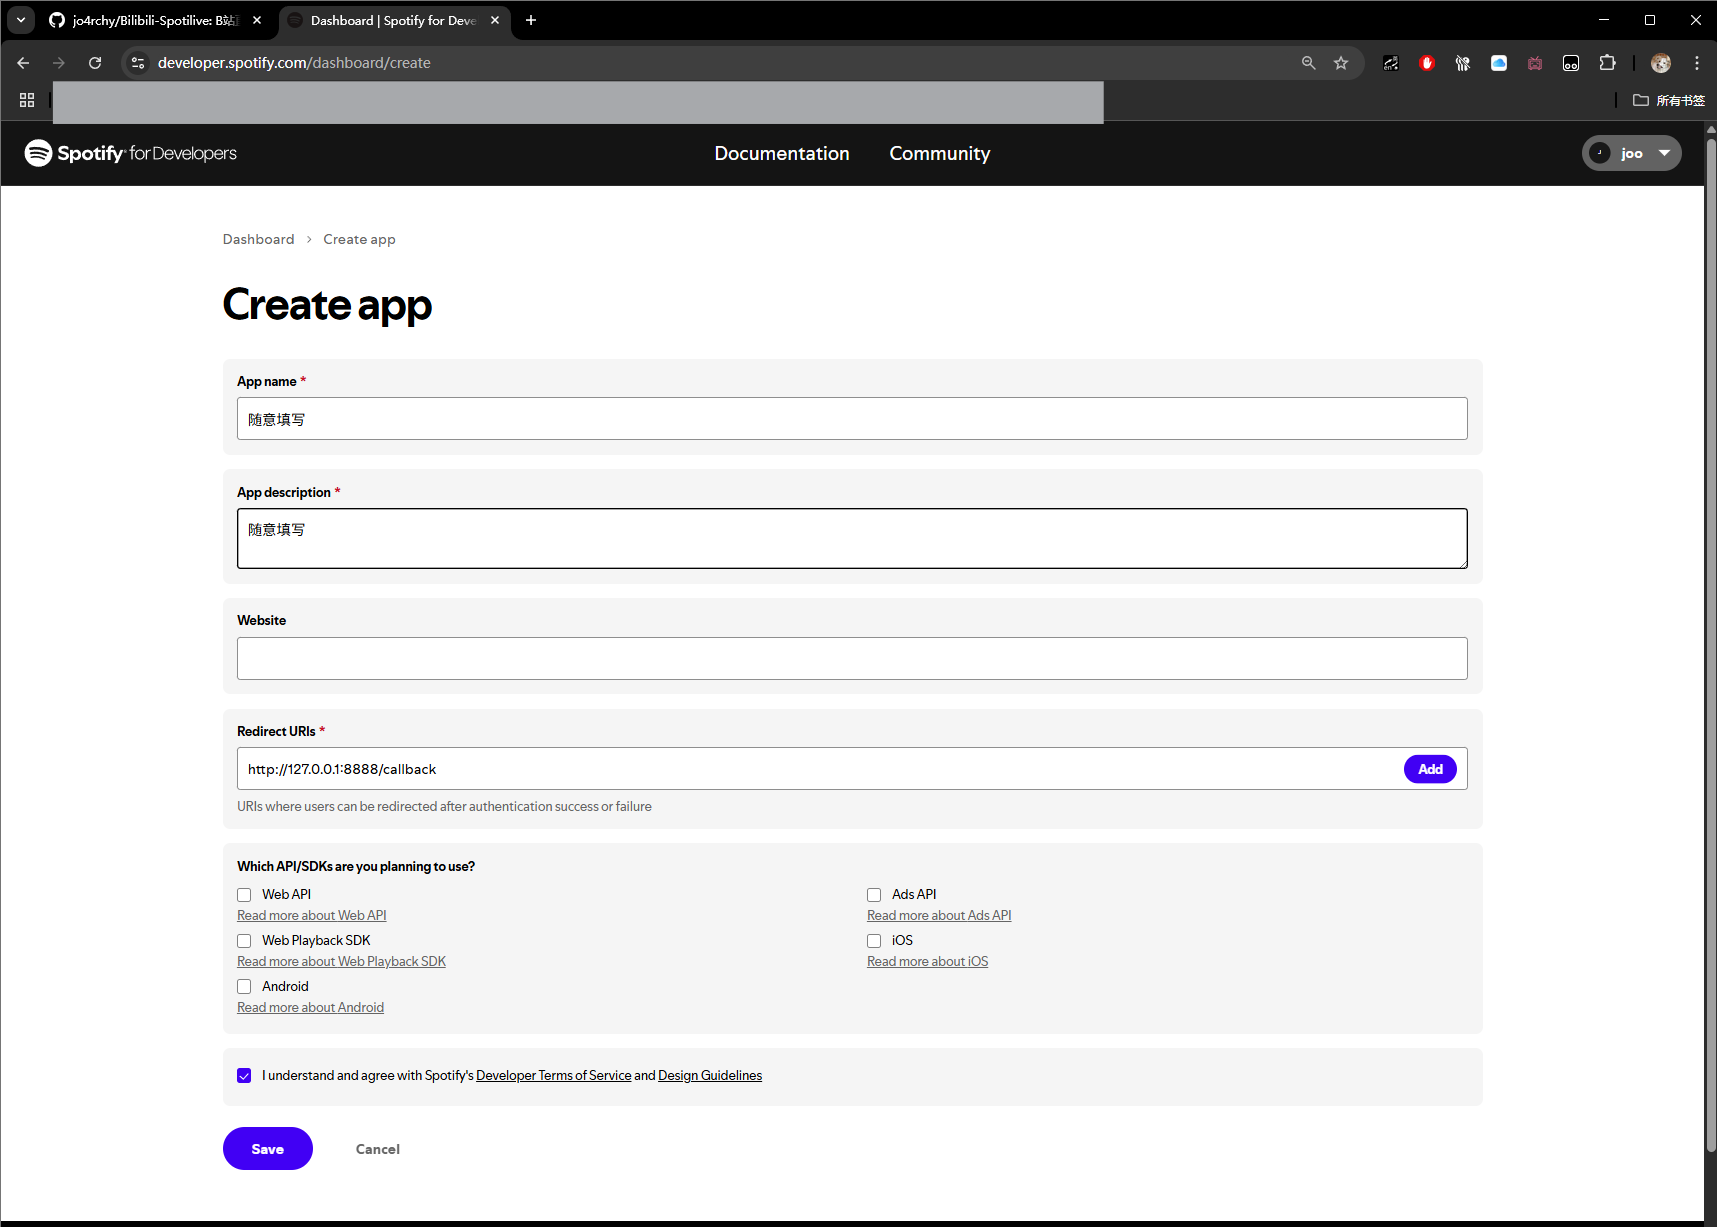 jo4rchy/Bilibili-Spotilive: B站
Dashboard | Spotify for Deve
developer.spotify.com/dashboard/create
所有书签
Spotify for Developers
Documentation
Community
joo
Dashboard > Create app
Create app
App name *
随意填写
App description *
随意填写
Website
Redirect URIs *
http://127.0.0.1:8888/callback
Add
URIs where users can be redirected after authentication success or failure
Which API/SDKs are you planning to use?
Web API
Read more about Web API
Ads API
Read more about Ads API
Web Playback SDK
Read more about Web Playback SDK
iOS
Read more about iOS
Android
Read more about Android
I understand and agree with Spotify's Developer Terms of Service and Design Guidelines
Save
Cancel